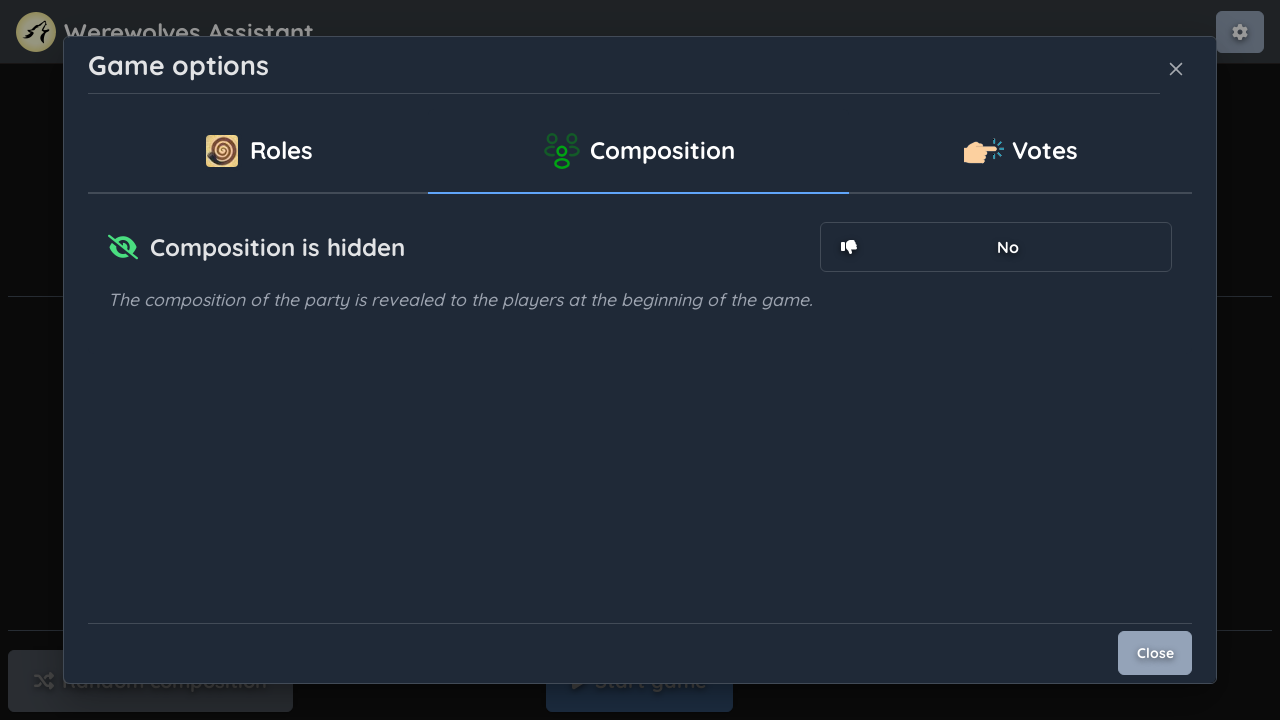 Werewolves Assistant
Game options
Roles
Composition
Votes
Composition is hidden
No
The composition of the party is revealed to the players at the beginning of the game.
Close
Random composition
Start game